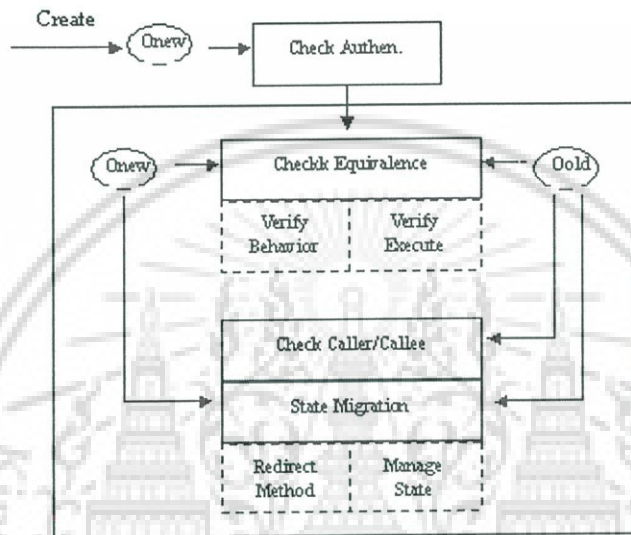 Create
Onew
Check Authen.
Onew
Checkk Equivalence
Oold
Verify
Behavior
Verify
Execute
Check Caller/Callee
State Migration
Redirect
Method
Manage
State